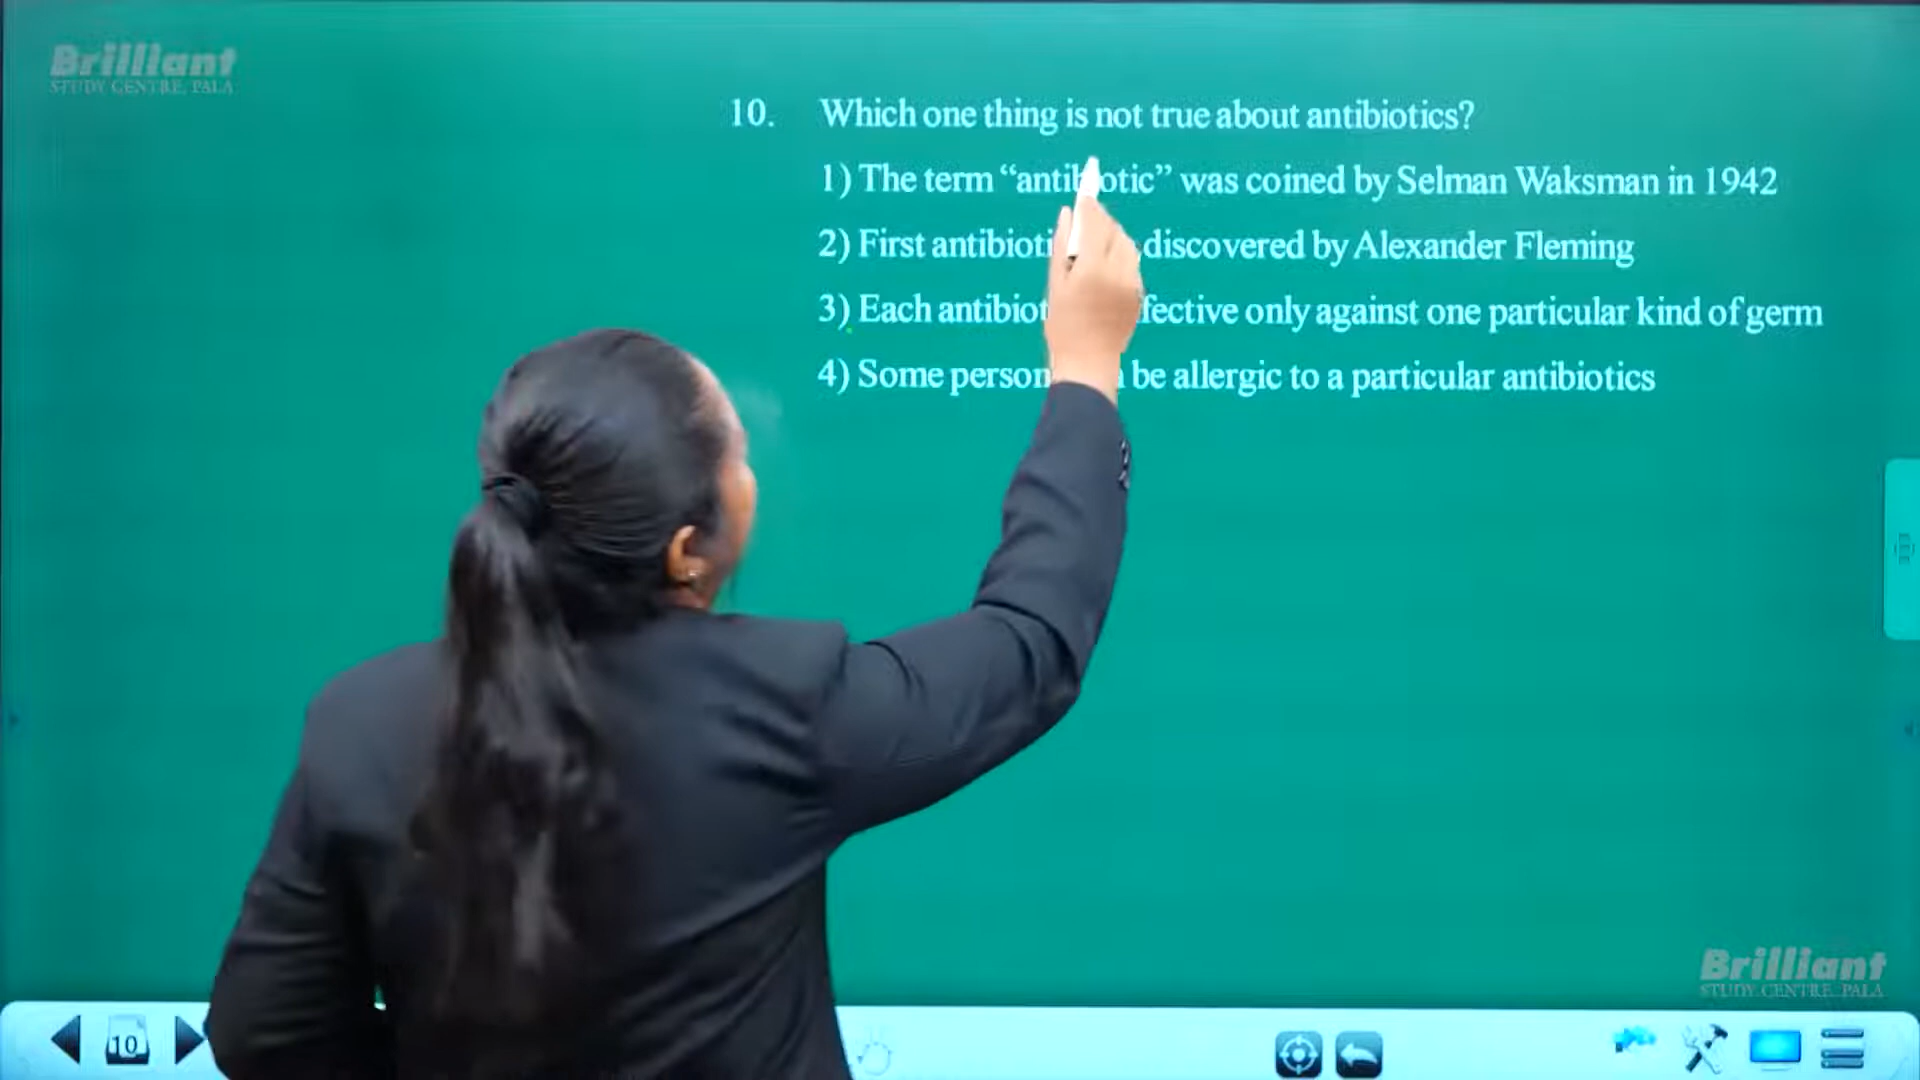 Brilliant
STUDY CENTRE, PALA
10. Which one thing is not true about antibiotics?
1) The term “antibiotic” was coined by Selman Waksman in 1942
2) First antibioti discovered by Alexander Fleming
3) Each antibiot fective only against one particular kind of germ
4) Some person be allergic to a particular antibiotics
Brilliant
STUDY CENTRE, PALA
10